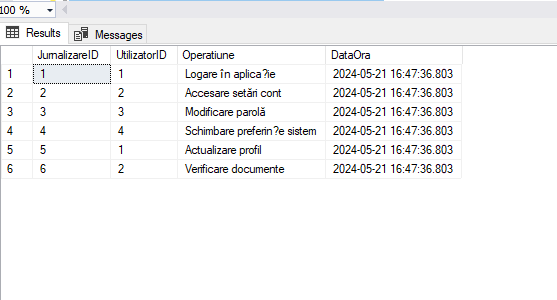 100 %
Results Messages
JurnalizareID UtilizatorID Operatiune DataOra
1 1 1 Logare în aplica?ie 2024-05-21 16:47:36.803
2 2 2 Accesare setări cont 2024-05-21 16:47:36.803
3 3 3 Modificare parolă 2024-05-21 16:47:36.803
4 4 4 Schimbare preferin?e sistem 2024-05-21 16:47:36.803
5 5 1 Actualizare profil 2024-05-21 16:47:36.803
6 6 2 Verificare documente 2024-05-21 16:47:36.803